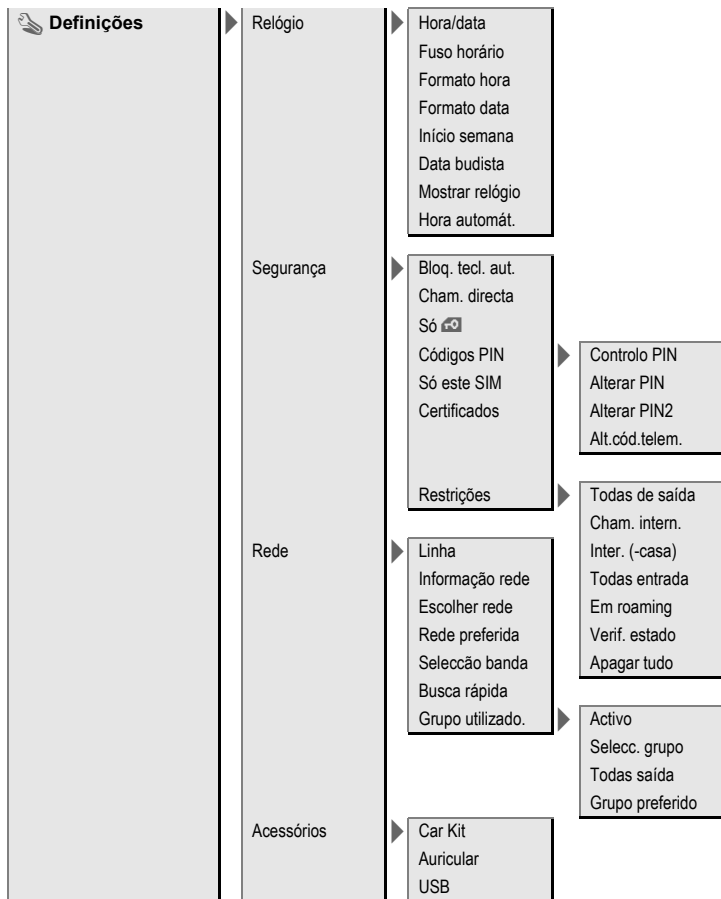 Definições
Relógio
Hora/data
Fuso horário
Formato hora
Formato data
Início semana
Data budista
Mostrar relógio
Hora automát.
Segurança
Bloq. tecl. aut.
Cham. directa
Só
Códigos PIN
Controlo PIN
Alterar PIN
Alterar PIN2
Alt.cód.telem.
Só este SIM
Certificados
Restrições
Todas de saída
Cham. intern.
Inter. (-casa)
Todas entrada
Em roaming
Verif. estado
Apagar tudo
Rede
Linha
Informação rede
Escolher rede
Rede preferida
Seleccão banda
Busca rápida
Grupo utilizado.
Activo
Selecc. grupo
Todas saída
Grupo preferido
Acessórios
Car Kit
Auricular
USB